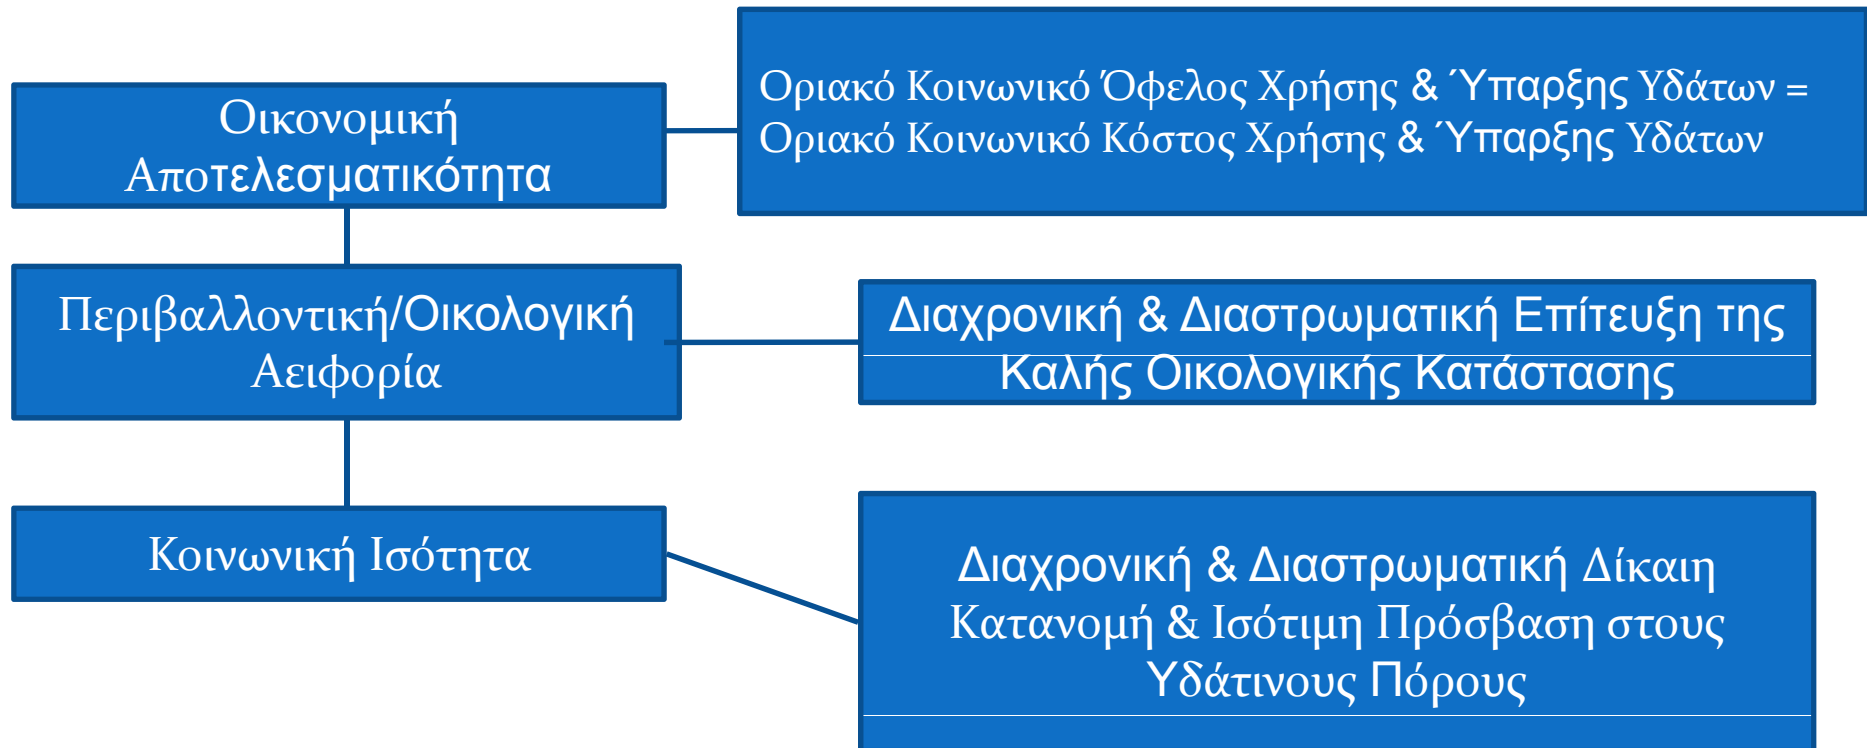 Οικονομική
Αποτελεσματικότητα
Οριακό Κοινωνικό Όφελος Χρήσης & Ύπαρξης Υδάτων =
Οριακό Κοινωνικό Κόστος Χρήσης & Ύπαρξης Υδάτων
Περιβαλλοντική/Οικολογική
Αειφορία
Διαχρονική & Διαστρωματική Επίτευξη της
Καλής Οικολογικής Κατάστασης
Κοινωνική Ισότητα
Διαχρονική & Διαστρωματική Δίκαιη
Κατανομή & Ισότιμη Πρόσβαση στους
Υδάτινους Πόρους